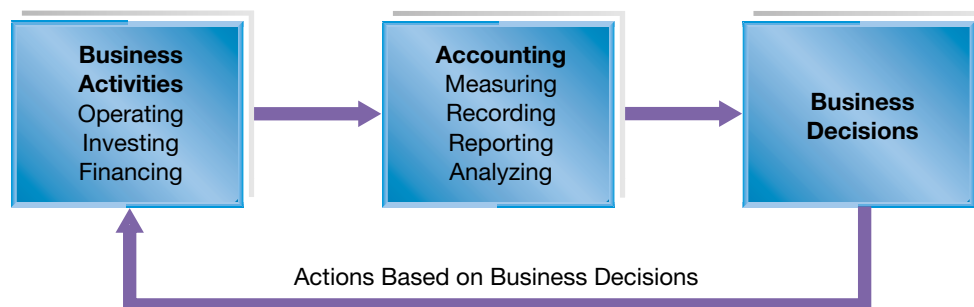 Business
Activities
Operating
Investing
Financing
Accounting
Measuring
Recording
Reporting
Analyzing
Business
Decisions
Actions Based on Business Decisions